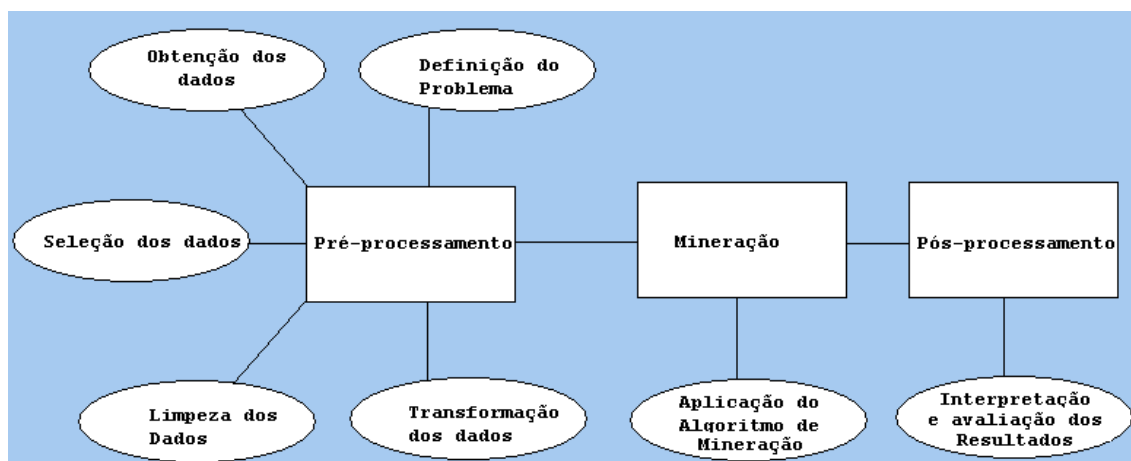 Obtenção dos
dados
Definição do
Problema
Seleção dos dados
Pré-processamento
Mineração
Pós-processamento
Limpeza dos
Dados
Transformação
dos dados
Aplicação do
Algoritmo de
Mineração
Interpretação
e avaliação dos
Resultados